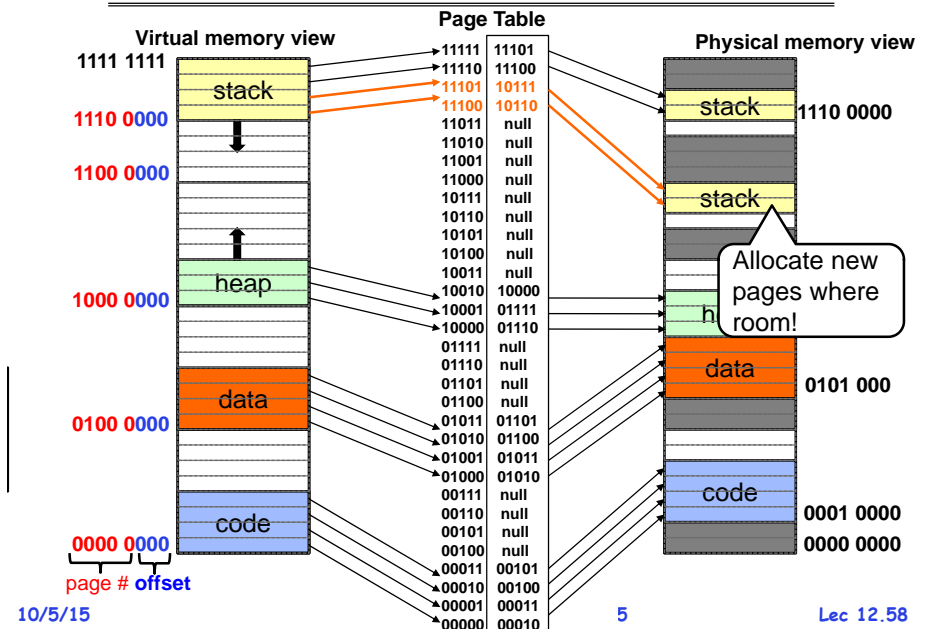 Page Table
Virtual memory view
Physical memory view
1111 1111
stack
1110 0000
1100 0000
heap
1000 0000
data
0100 0000
code
0000 0000
page # offset
11111 11101
11110 11100
11101 10111
11100 10110
11011 null
11010 null
11001 null
11000 null
10111 null
10110 null
10101 null
10100 null
10011 null
10010 10000
10001 01111
10000 01110
01111 null
01110 null
01101 null
01100 null
01011 01101
01010 01100
01001 01011
01000 01010
00111 null
00110 null
00101 null
00100 null
00011 00101
00010 00100
00001 00011
00000 00010
stack
1110 0000
stack
Allocate new
pages where
room!
h
data
0101 000
code
0001 0000
0000 0000
10/5/15
5
Lec 12.58